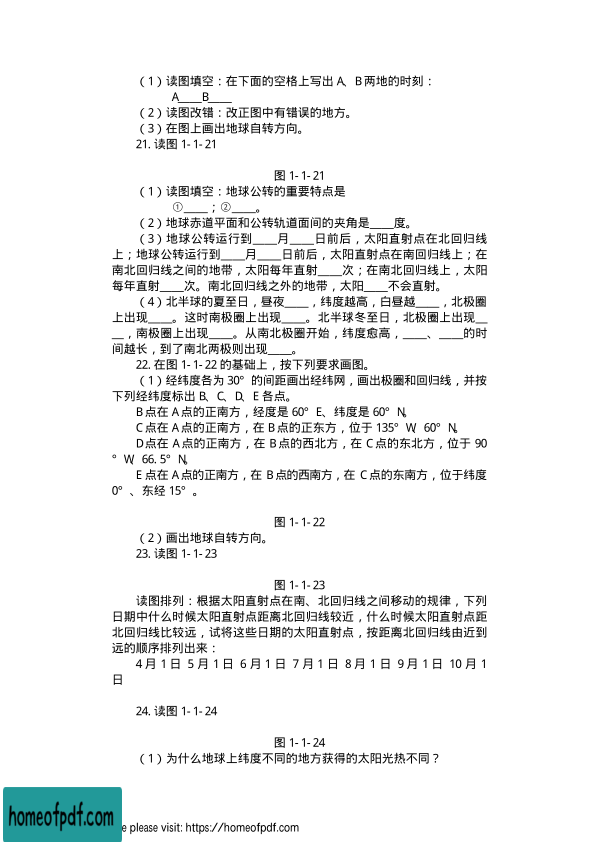 （1）读图填空：在下面的空格上写出 A、B 两地的时刻：
A____B____
（2）读图改错：改正图中有错误的地方。
（3）在图上画出地球自转方向。
21. 读图 1-1-21
图 1-1-21
（1）读图填空：地球公转的重要特点是
①____；②____。
（2）地球赤道平面和公转轨道面间的夹角是____度。
（3）地球公转运行到____月____日前后，太阳直射点在北回归线
上；地球公转运行到____月____日前后，太阳直射点在南回归线上；在
南北回归线之间的地带，太阳每年直射____次；在南北回归线上，太阳
每年直射____次。南北回归线之外的地带，太阳____不会直射。
（4）北半球的夏至日，昼夜____，纬度越高，白昼越____，北极圈
上出现____。这时南极圈上出现____。北半球冬至日，北极圈上出现__
__，南极圈上出现____。从南北极圈开始，纬度愈高，____、____的时
间越长，到了南北两极则出现____。
22. 在图 1-1-22 的基础上，按下列要求画图。
（1）经纬度各为 30° 的间距画出经纬网，画出极圈和回归线，并按
下列经纬度标出 B、C、D、E 各点。
B 点在 A 点的正南方，经度是 60° E、纬度是 60° N。
C 点在 A 点的正南方，在 B 点的正东方，位于 135° W，60° N。
D 点在 A 点的正南方，在 B 点的西北方，在 C 点的东北方，位于 90
° W，66.5° N。
E 点在 A 点的正南方，在 B 点的西南方，在 C 点的东南方，位于纬度
0° 、东经 15° 。
图 1-1-22
（2）画出地球自转方向。
23. 读图 1-1-23
图 1-1-23
读图排列：根据太阳直射点在南、北回归线之间移动的规律，下列
日期中什么时候太阳直射点距离北回归线较近，什么时候太阳直射点距
北回归线比较远，试将这些日期的太阳直射点，按距离北回归线由近到
远的顺序排列出来：
4 月 1 日 5 月 1 日 6 月 1 日 7 月 1 日 8 月 1 日 9 月 1 日 10 月 1
日
24. 读图 1-1-24
图 1-1-24
（1）为什么地球上纬度不同的地方获得的太阳光热不同？
homeofpdf.com
please visit: https://homeofpdf.com